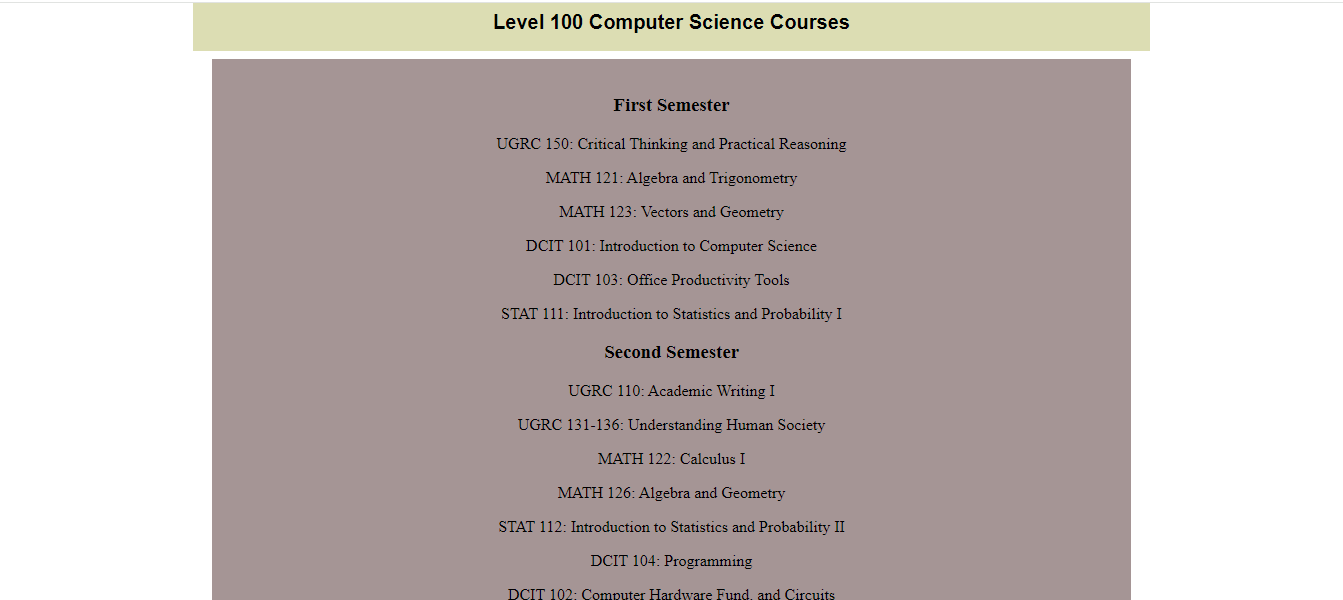 Level 100 Computer Science Courses
First Semester
UGRC 150: Critical Thinking and Practical Reasoning
MATH 121: Algebra and Trigonometry
MATH 123: Vectors and Geometry
DCIT 101: Introduction to Computer Science
DCIT 103: Office Productivity Tools
STAT 111: Introduction to Statistics and Probability I
Second Semester
UGRC 110: Academic Writing I
UGRC 131-136: Understanding Human Society
MATH 122: Calculus I
MATH 126: Algebra and Geometry
STAT 112: Introduction to Statistics and Probability II
DCIT 104: Programming
DCIT 102: Computer Hardware Fund. and Circuits